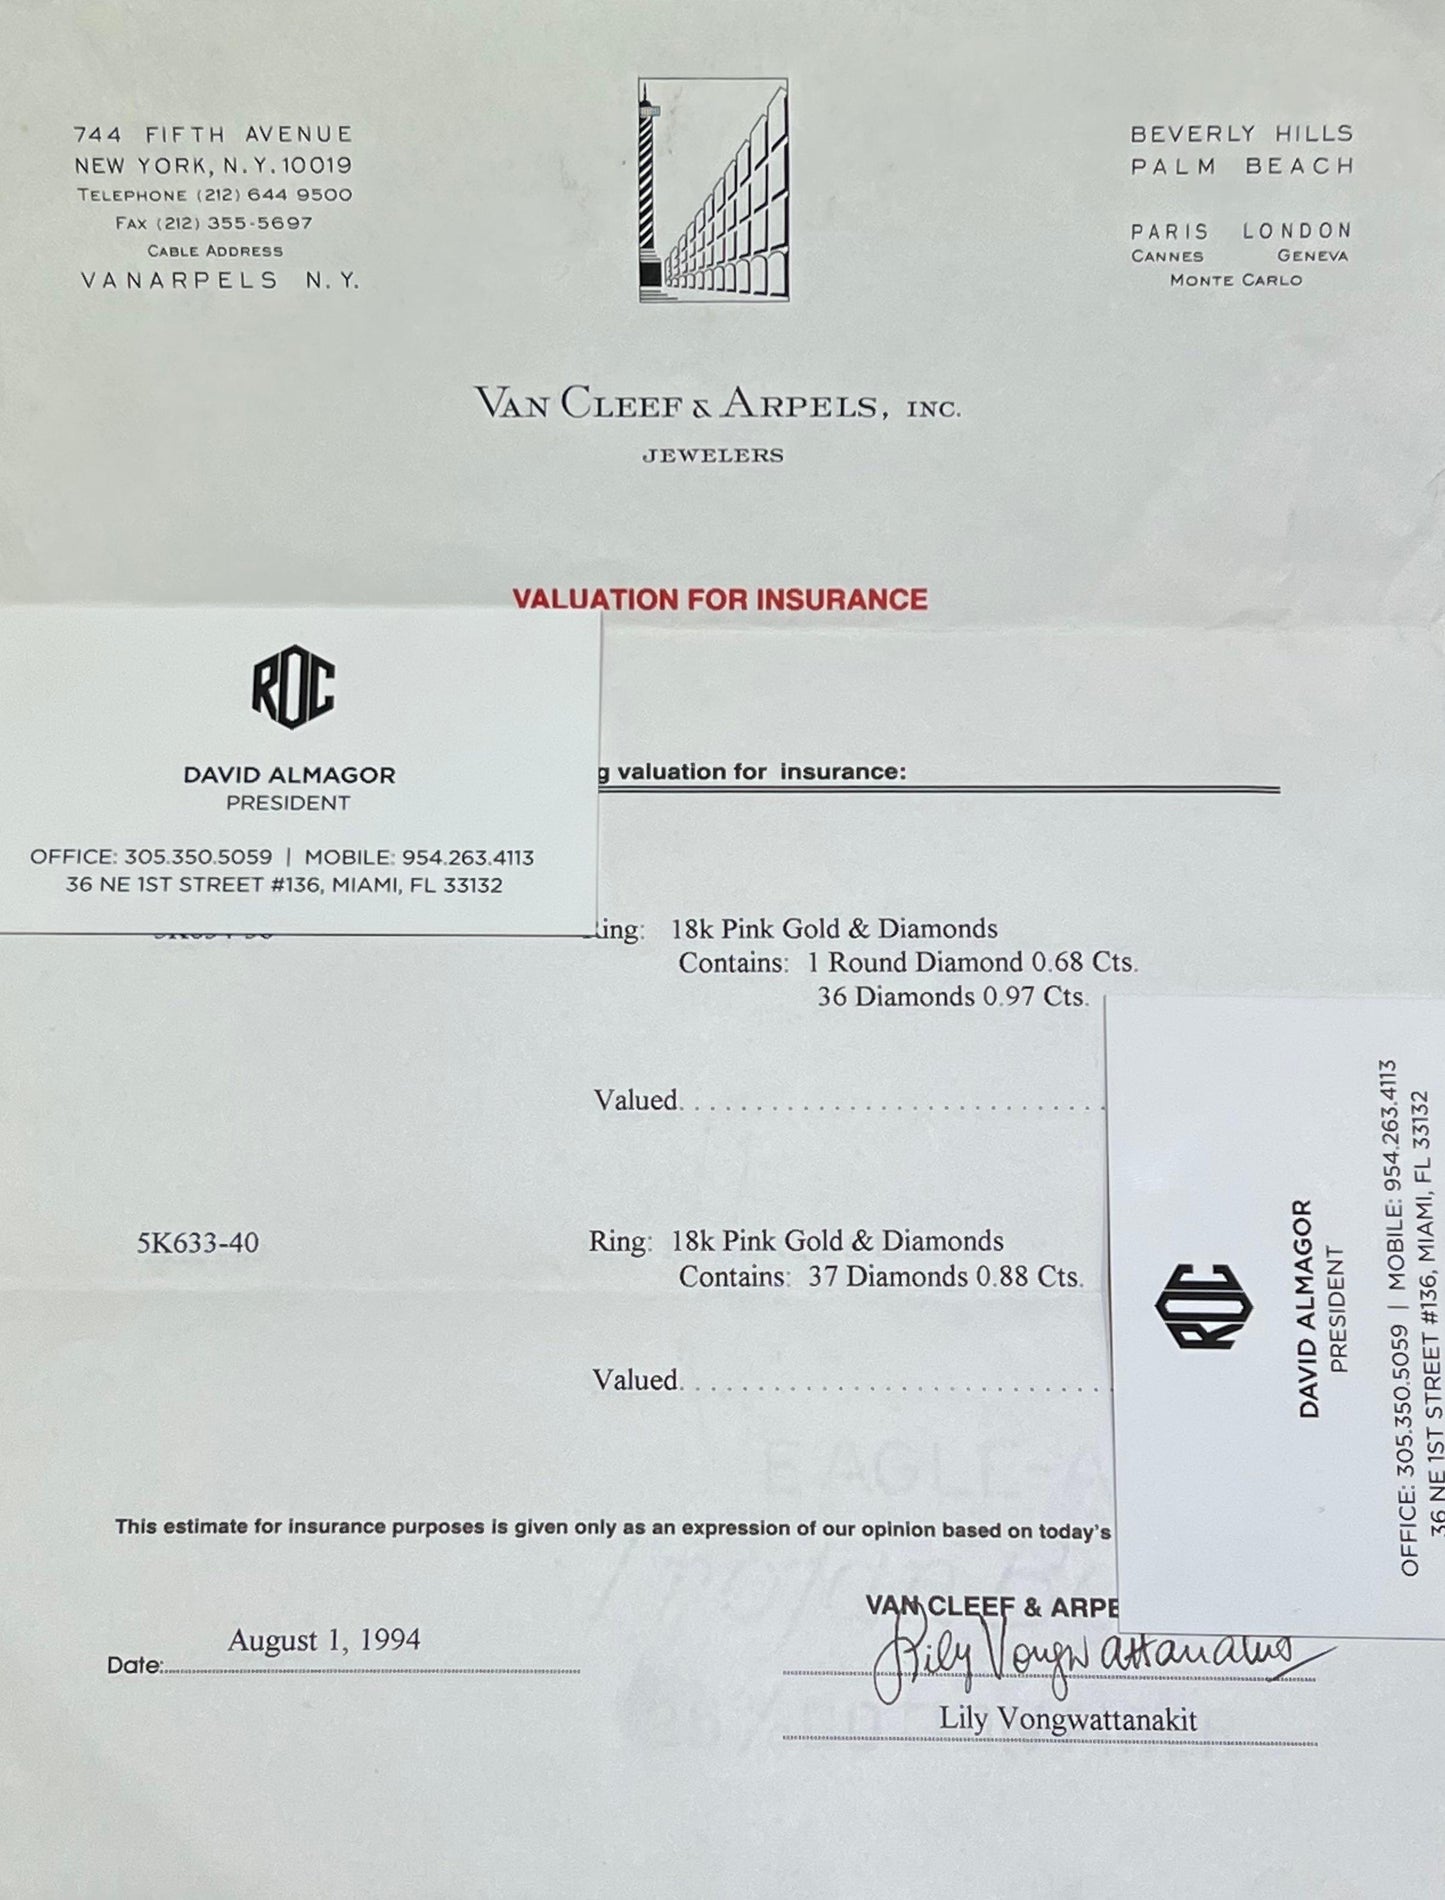 744 FIFTH AVENUE
NEW YORK, N.Y. 10019
TELEPHONE (212) 644 9500
FAX (212) 355-5697
CABLE ADDRESS
VANARPELS N.Y.
BEVERLY HILLS
PALM BEACH
PARIS LONDON
CANNES GENEVA
MONTE CARLO
VAN CLEEF & ARPELS, INC.
JEWELERS
VALUATION FOR INSURANCE
ROC
DAVID ALMAGOR
PRESIDENT
OFFICE: 305.350.5059 | MOBILE: 954.263.4113
36 NE 1ST STREET #136, MIAMI, FL 33132
g valuation for insurance:
Ring: 18k Pink Gold & Diamonds
Contains: 1 Round Diamond 0.68 Cts.
36 Diamonds 0.97 Cts.
Valued
5K633-40
Ring: 18k Pink Gold & Diamonds
Contains: 37 Diamonds 0.88 Cts.
Valued
ROC
DAVID ALMAGOR
PRESIDENT
OFFICE: 305.350.5059 | MOBILE: 954.263.4113
36 NE 1ST STREET #136, MIAMI, FL 33132
EAGLE-A
This estimate for insurance purposes is given only as an expression of our opinion based on today's
VAN CLEEF & ARPE
Date: August 1, 1994
Lily Vongwattanakit
Lily Vongwattanakit